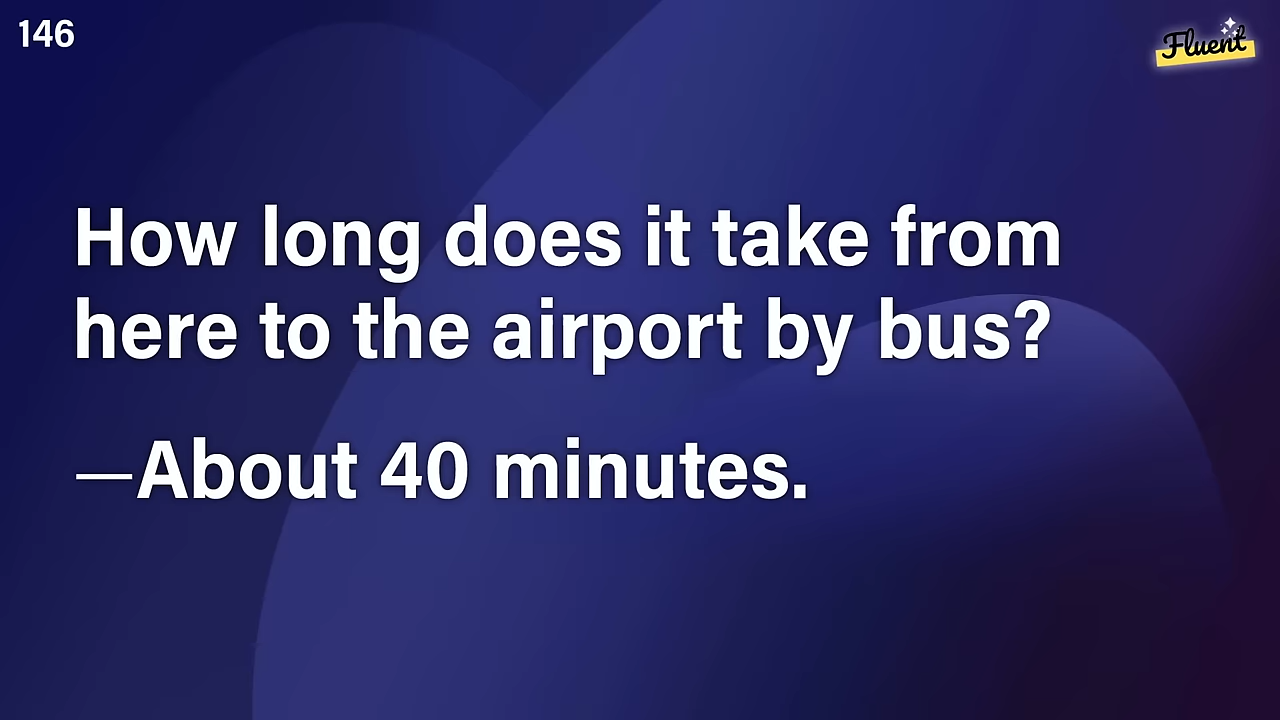 146
Fluent
How long does it take from
here to the airport by bus?
—About 40 minutes.